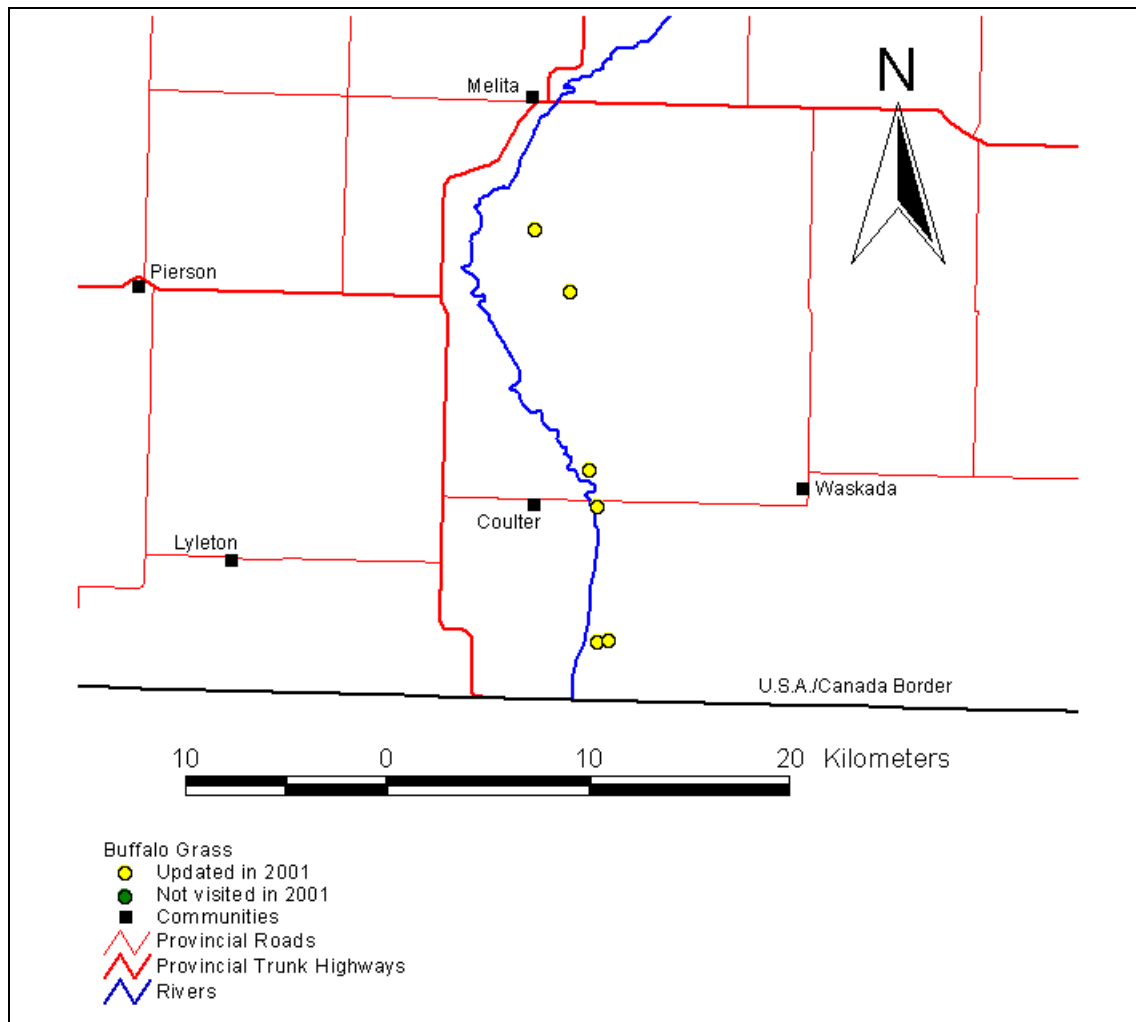 N
Melita
Pierson
Waskada
Coulter
Lyleton
U.S.A./Canada Border
10 0 10 20 Kilometers
Buffalo Grass
Updated in 2001
Not visited in 2001
Communities
Provincial Roads
Provincial Trunk Highways
Rivers